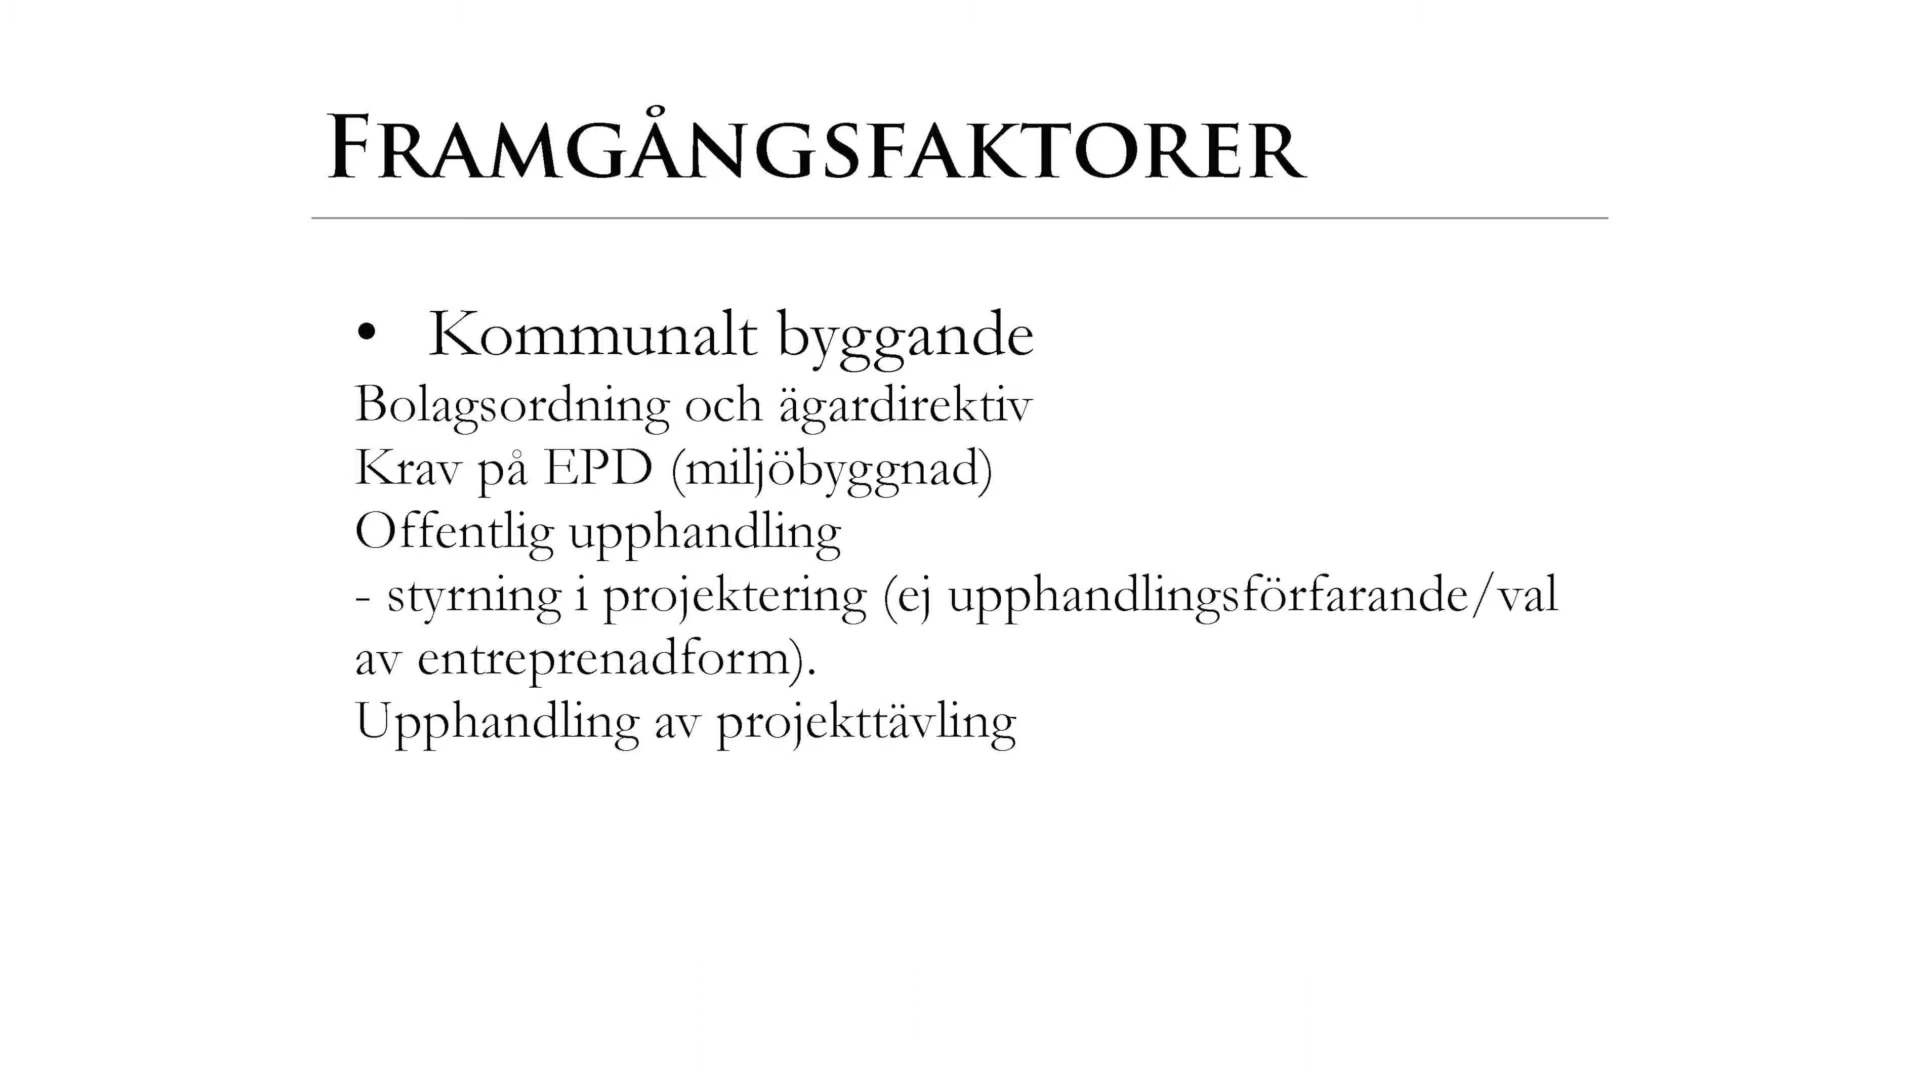 FRAMGÅNGSFAKTORER
• Kommunalt byggande
Bolagsordning och ägardirektiv
Krav på EPD (miljöbyggnad)
Offentlig upphandling
- styrning i projektering (ej upphandlingsförfarande/val
av entreprenadform).
Upphandling av projekttävling